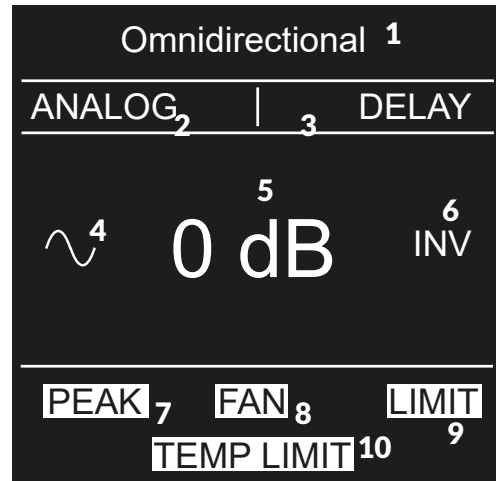 Omnidirectional 1
ANALOG 2 | 3 DELAY
5
4 0 dB 6
INV
PEAK 7 FAN 8 LIMIT
9
TEMP LIMIT 10